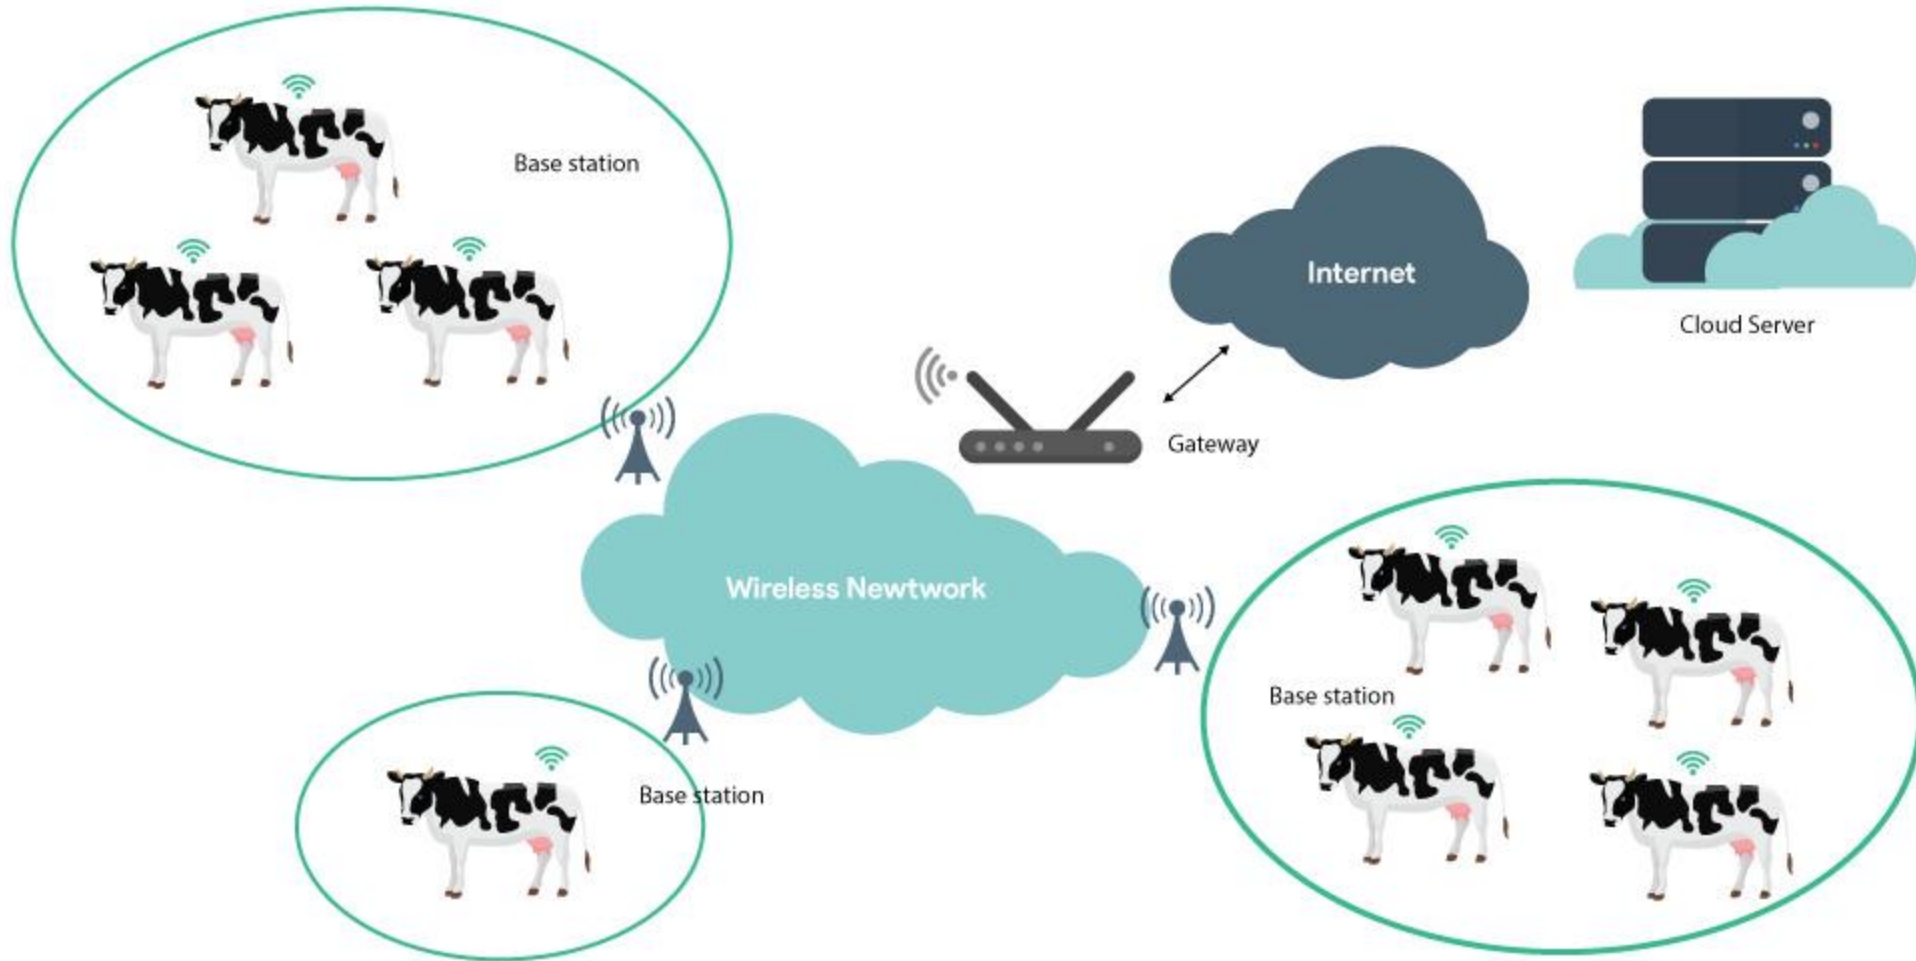 Base station
Internet
Cloud Server
Gateway
Wireless Newtwork
Base station
Base station